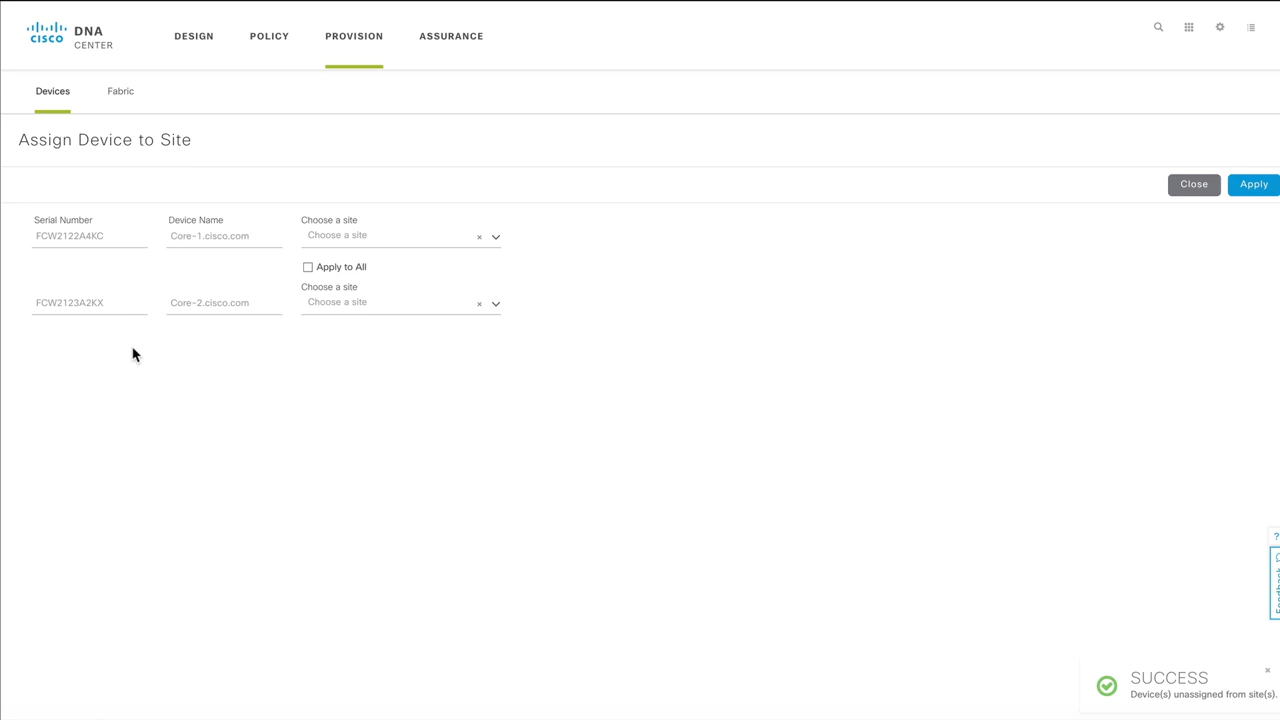 CISCO
DNA
CENTER
DESIGN
POLICY
PROVISION
ASSURANCE
Devices
Fabric
Assign Device to Site
Close
Apply
Serial Number
Device Name
Choose a site
FCW2122A4KC
Core-1.cisco.com
Choose a site
Apply to All
Choose a site
FCW2123A2KX
Core-2.cisco.com
Choose a site
?
Feedback
SUCCESS
Device(s) unassigned from site(s).